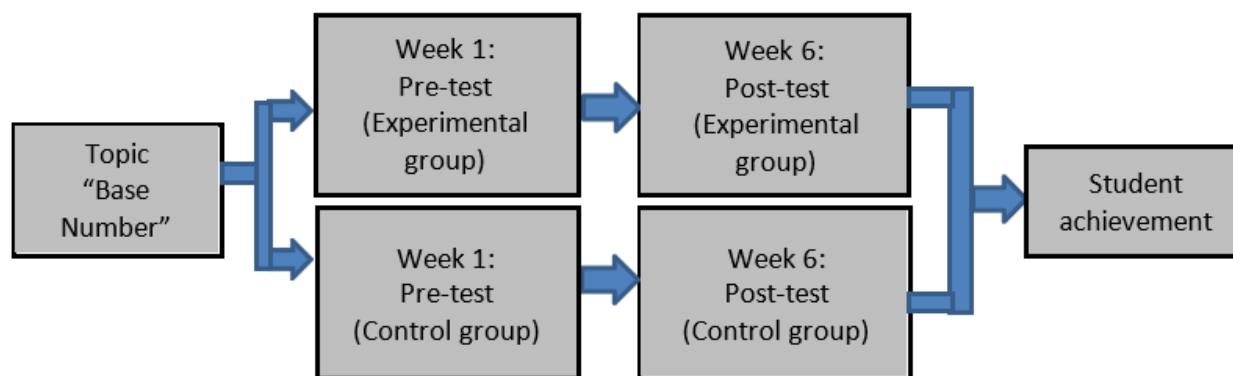 Topic
“Base
Number”
Week 1:
Pre-test
(Experimental
group)
Week 6:
Post-test
(Experimental
group)
Week 1:
Pre-test
(Control group)
Week 6:
Post-test
(Control group)
Student
achievement